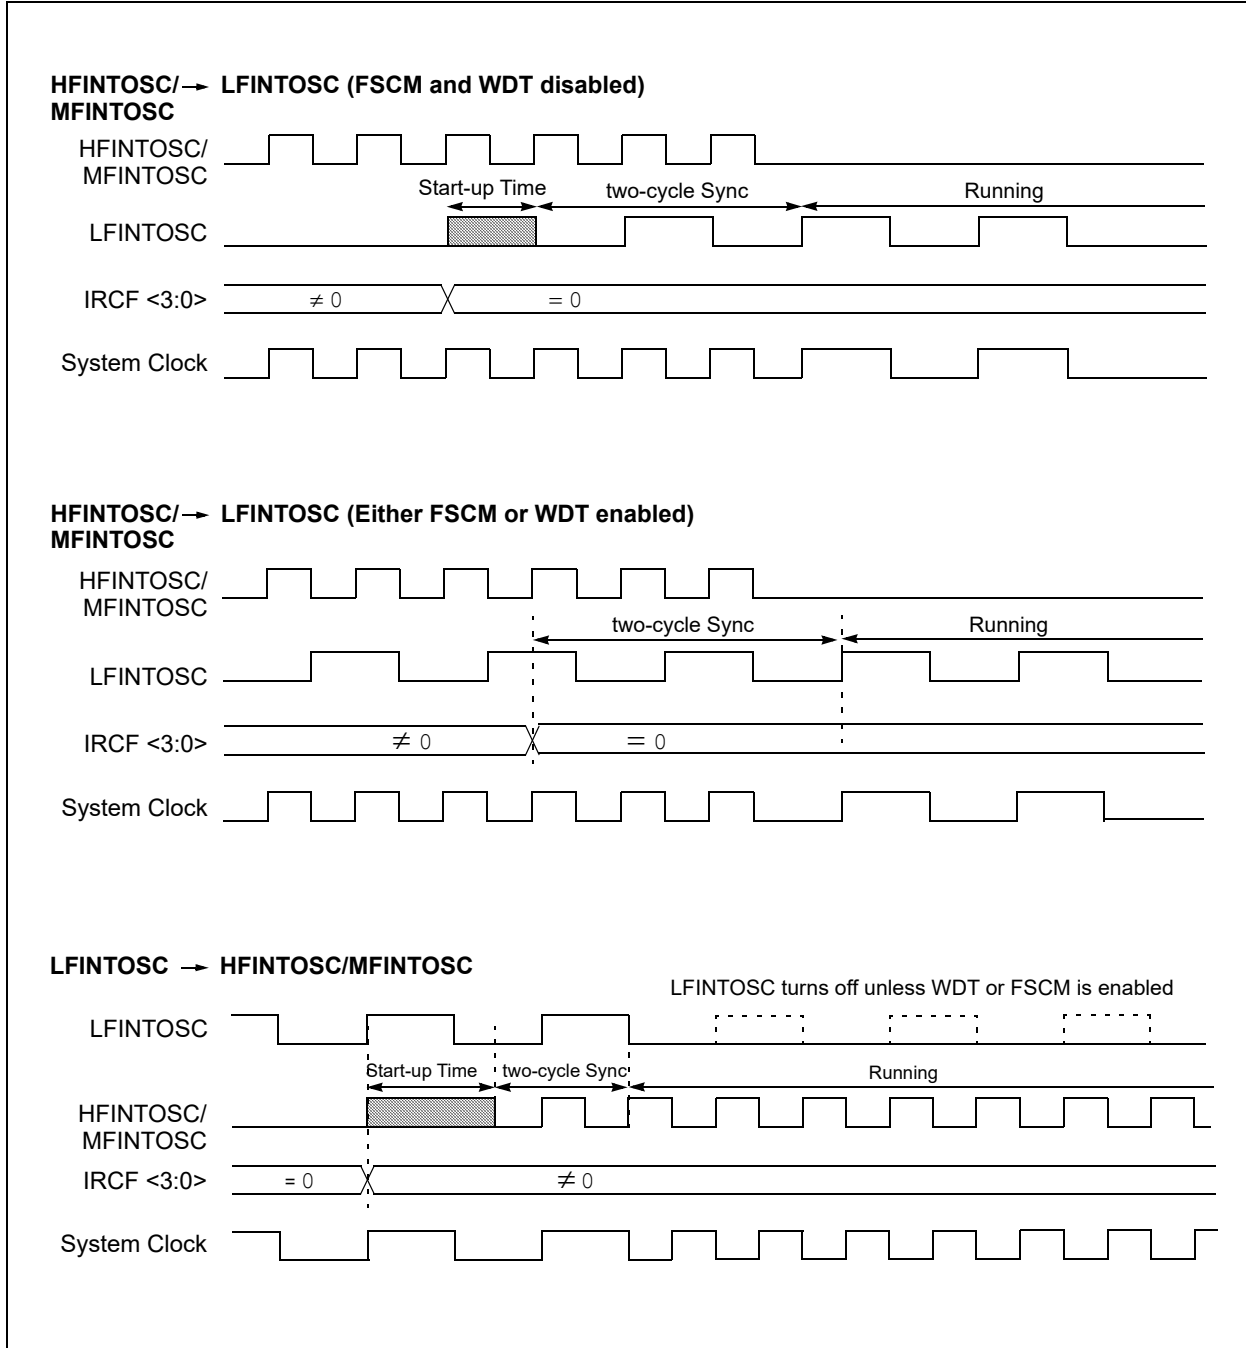 HFINTOSC/→ LFINTOSC (FSCM and WDT disabled)
MFINTOSC
HFINTOSC/
MFINTOSC
Start-up Time two-cycle Sync Running
LFINTOSC
IRCF <3:0> ≠ 0 = 0
System Clock
HFINTOSC/→ LFINTOSC (Either FSCM or WDT enabled)
MFINTOSC
HFINTOSC/
MFINTOSC
two-cycle Sync Running
LFINTOSC
IRCF <3:0> ≠ 0 = 0
System Clock
LFINTOSC → HFINTOSC/MFINTOSC
LFINTOSC turns off unless WDT or FSCM is enabled
LFINTOSC
Start-up Time two-cycle Sync Running
HFINTOSC/
MFINTOSC
IRCF <3:0> = 0 ≠ 0
System Clock